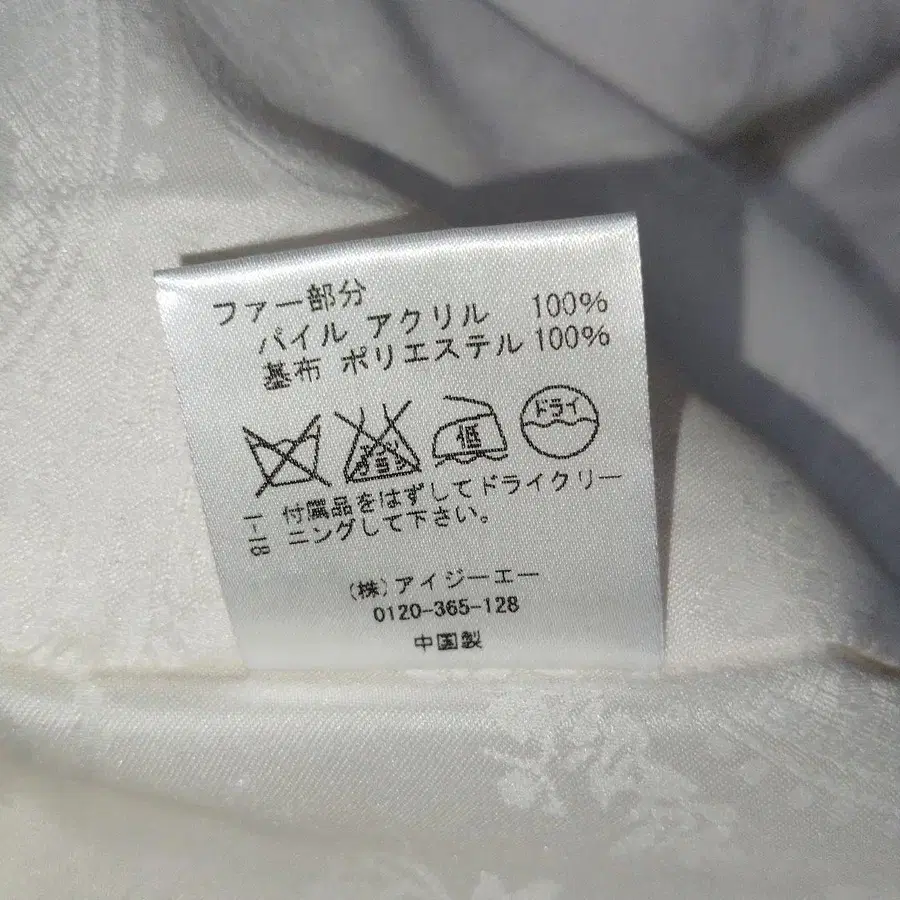 ファー部分
パイル アクリル 100%
基布 ポリエステル 100%
低
ドライ
付属品をはずしてドライクリー
ニングして下さい。
1-18
(株)アイジーエー
0120-365-128
中国製